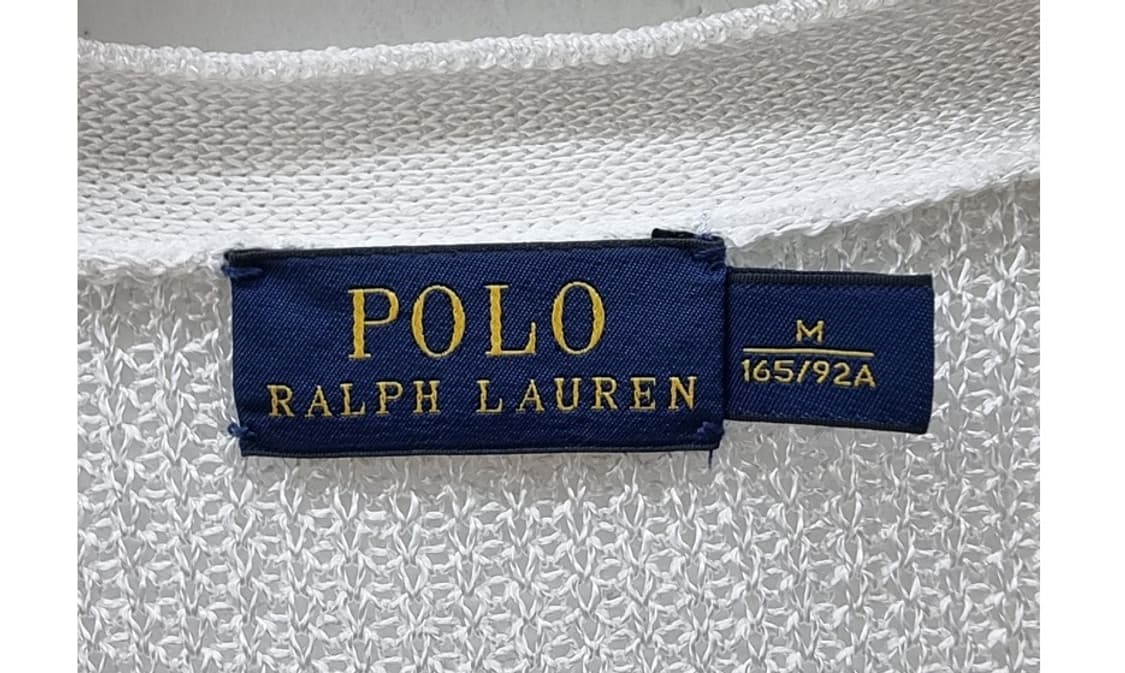 POLO
RALPH LAUREN
M
165/92A